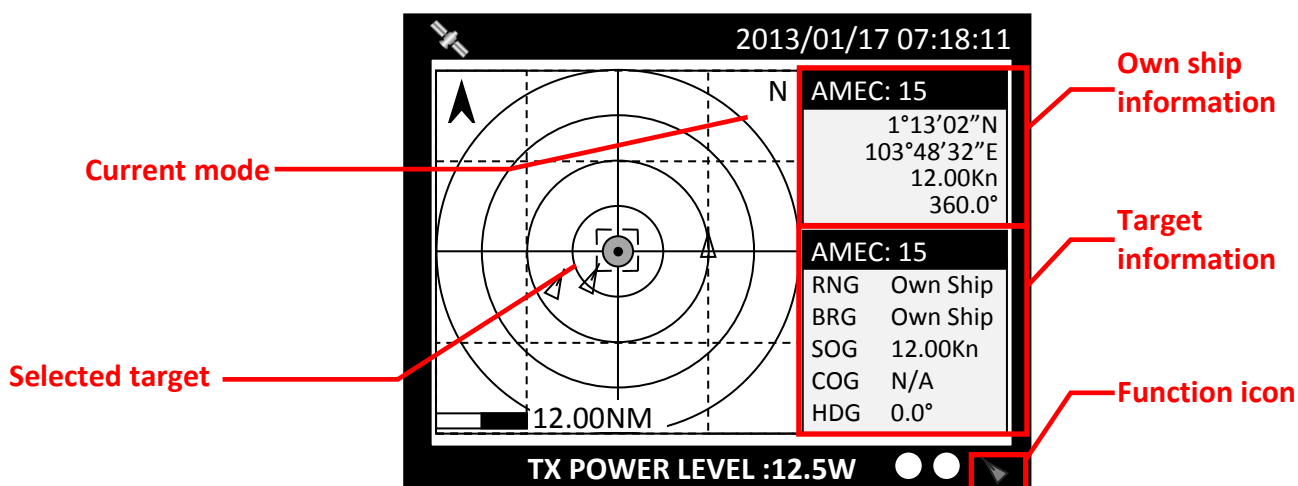 2013/01/17 07:18:11
Own ship
information
N
AMEC: 15
1°13’02”N
103°48’32”E
12.00Kn
360.0°
Current mode
Target
information
AMEC: 15
RNG Own Ship
BRG Own Ship
SOG 12.00Kn
COG N/A
HDG 0.0°
Selected target
Function icon
12.00NM
TX POWER LEVEL :12.5W